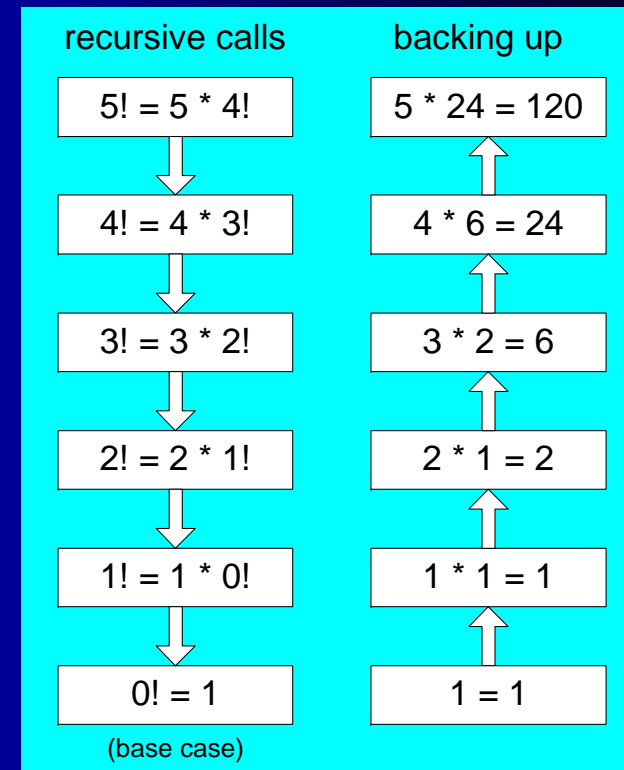 recursive calls
5! = 5 * 4!
4! = 4 * 3!
3! = 3 * 2!
2! = 2 * 1!
1! = 1 * 0!
0! = 1
(base case)
backing up
5 * 24 = 120
4 * 6 = 24
3 * 2 = 6
2 * 1 = 2
1 * 1 = 1
1 = 1